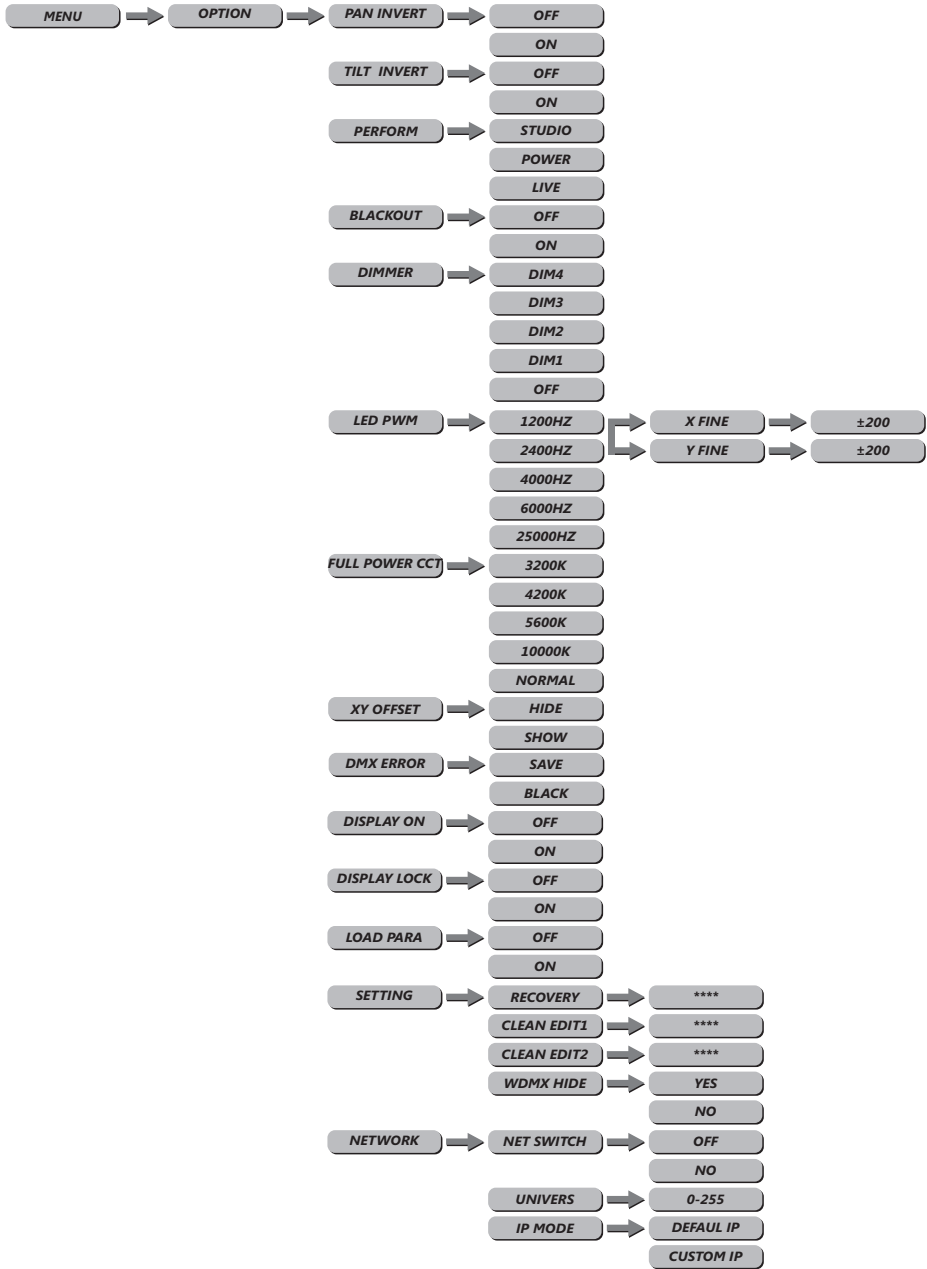 MENU OPTION PAN INVERT OFF
ON
TILT INVERT OFF
ON
PERFORM STUDIO
POWER
LIVE
BLACKOUT OFF
ON
DIMMER DIM4
DIM3
DIM2
DIM1
OFF
LED PWM 1200HZ X FINE ±200
2400HZ Y FINE ±200
4000HZ
6000HZ
25000HZ
FULL POWER CCT 3200K
4200K
5600K
10000K
NORMAL
XY OFFSET HIDE
SHOW
DMX ERROR SAVE
BLACK
DISPLAY ON OFF
ON
DISPLAY LOCK OFF
ON
LOAD PARA OFF
ON
SETTING RECOVERY ****
CLEAN EDIT1 ****
CLEAN EDIT2 ****
WDMX HIDE YES
NO
NETWORK NET SWITCH OFF
NO
UNIVERS 0-255
IP MODE DEFAUL IP
CUSTOM IP